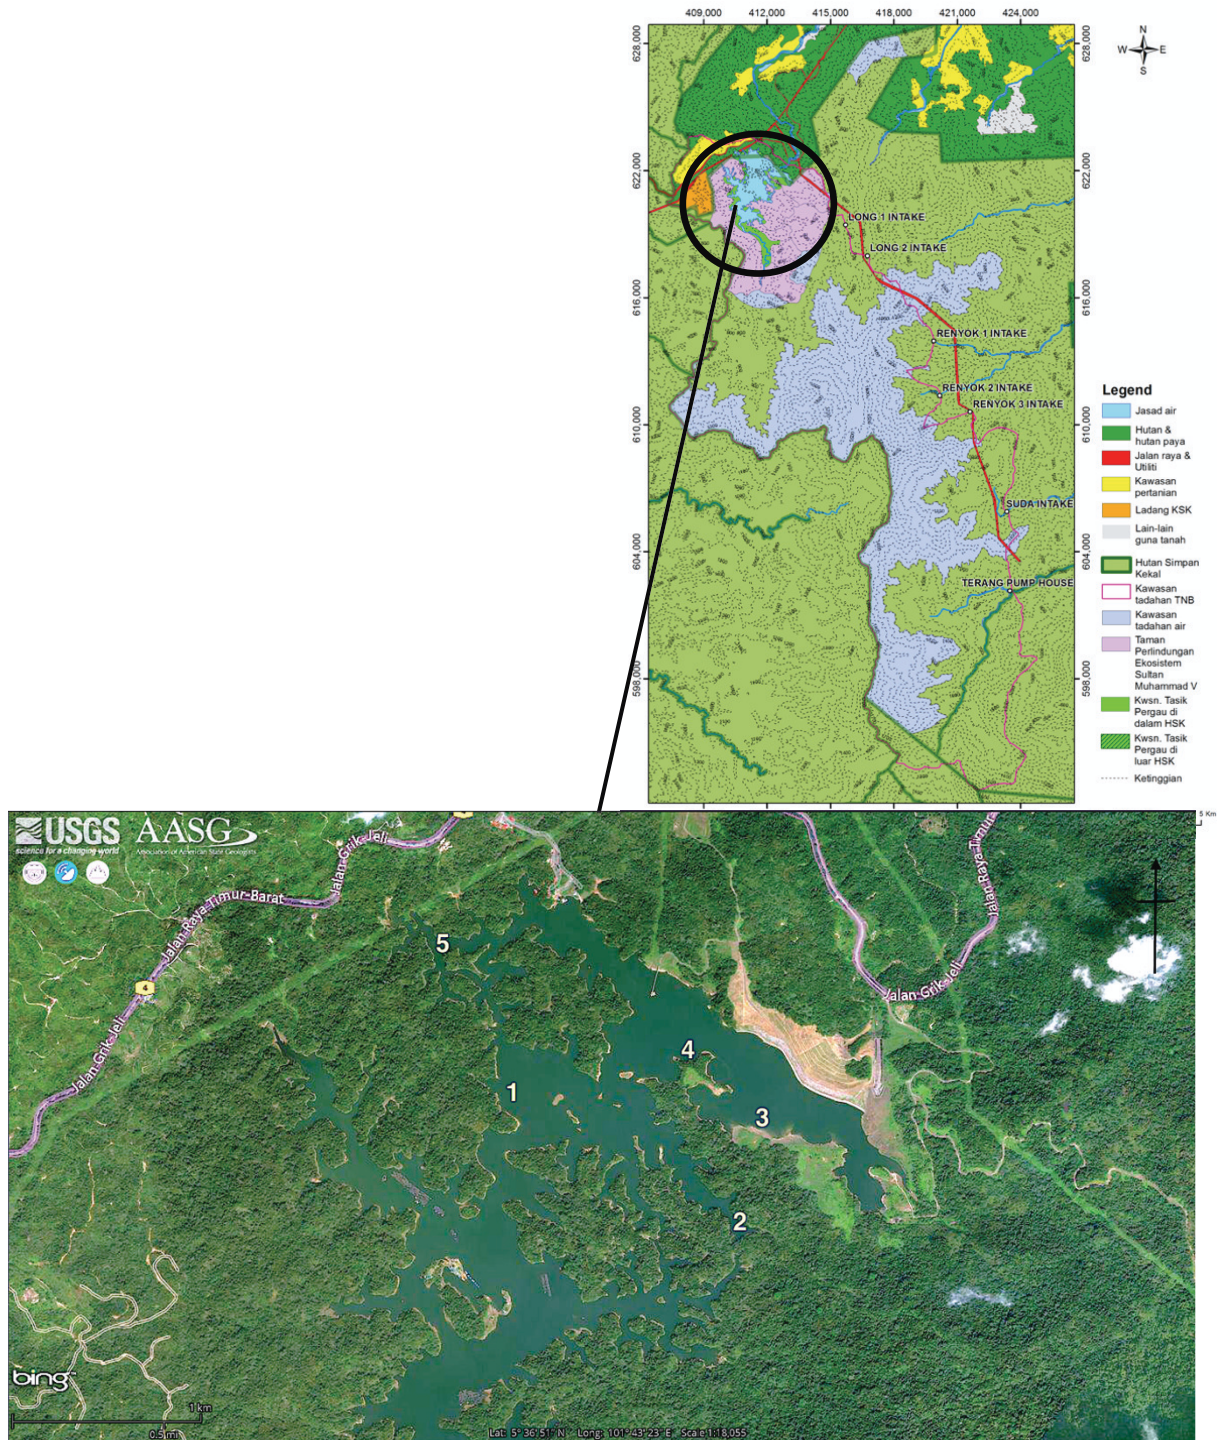 409,000 412,000 415,000 418,000 421,000 424,000
628,000
622,000
616,000
610,000
604,000
598,000
628,000
622,000
616,000
610,000
604,000
598,000
N
W E
S
LONG 1 INTAKE
LONG 2 INTAKE
RENYOK 1 INTAKE
RENYOK 2 INTAKE
RENYOK 3 INTAKE
SUDA INTAKE
TERANG PUMP HOUSE
Legend
Jasad air
Hutan &
hutan paya
Jalan raya &
Utiliti
Kawasan
pertanian
Ladang KSK
Lain-lain
guna tanah
Hutan Simpan
Kekal
Kawasan
tadahan TNB
Kawasan
tadahan air
Taman
Perlindungan
Ekosistem
Sultan
Muhammad V
Kwsn. Tasik
Pergau di
dalam HSK
Kwsn. Tasik
Pergau di
luar HSK
Ketinggian
5 Km
USGS
science for a changing world
AASG
Association of American State Geologists
Jalan Grik-Jeli
Jalan Raya Timur-Barat
4
Jalan Grik-Jeli
Jalan Raya Timur
Jalan Grik-Jeli
5
4
1
3
2
bing
1 km
0.5 mi
Lat: 5° 36' 51" N Long: 101° 43' 23" E Scale 1:18,055